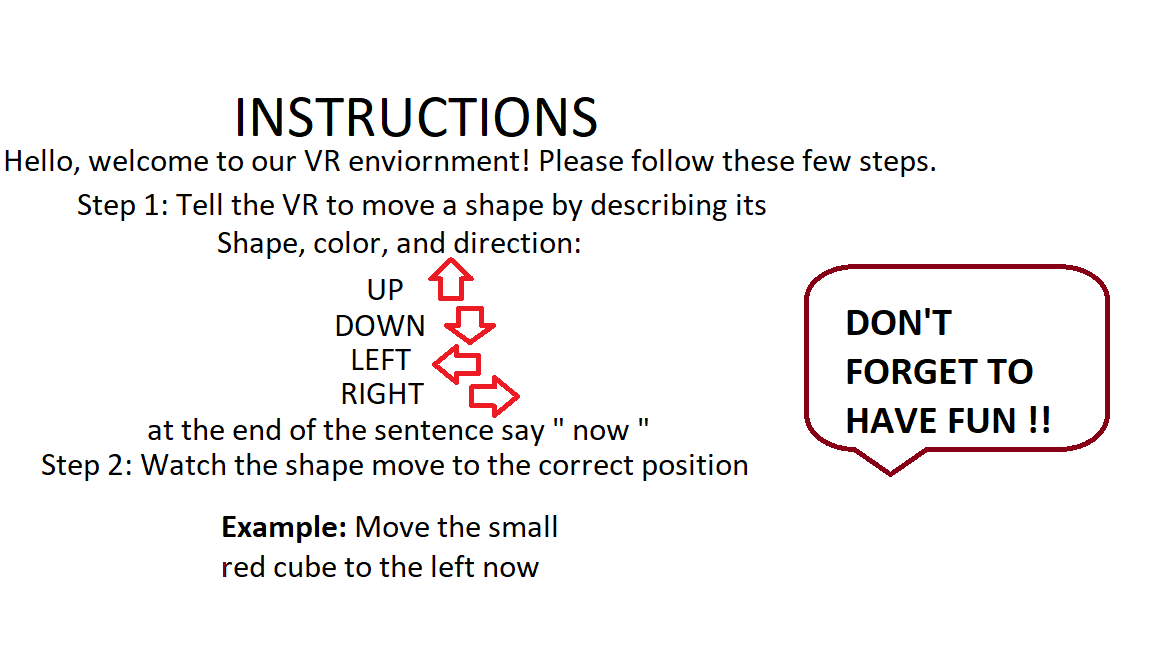 INSTRUCTIONS
Hello, welcome to our VR enviornment! Please follow these few steps.
Step 1: Tell the VR to move a shape by describing its
Shape, color, and direction:
UP
DOWN
LEFT
RIGHT
at the end of the sentence say " now "
Step 2: Watch the shape move to the correct position
Example: Move the small
red cube to the left now
DON'T
FORGET TO
HAVE FUN !!